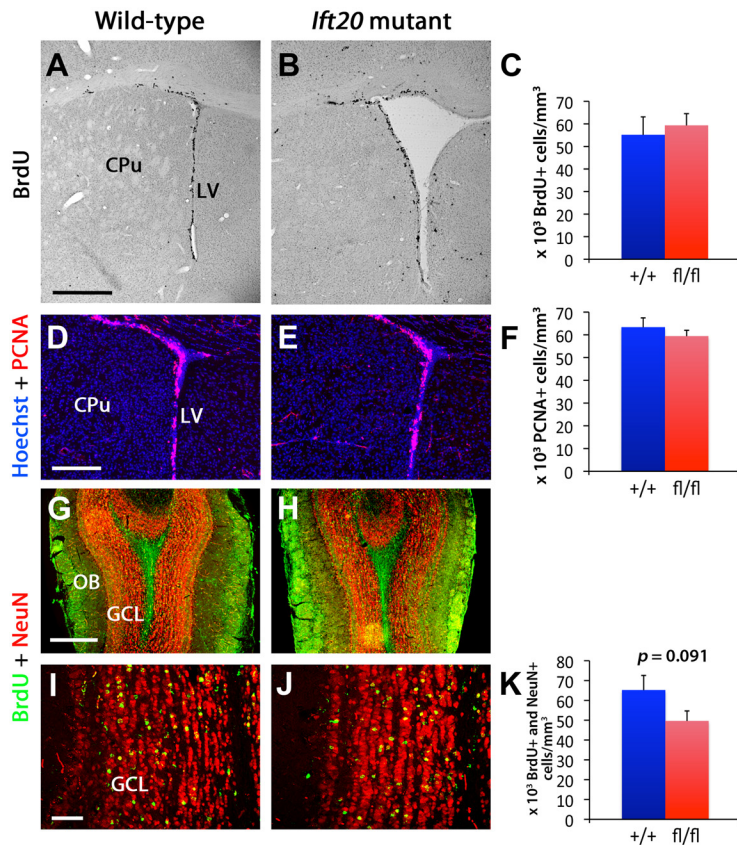 Wild-type
Ift20 mutant
BrdU
A
CPu
LV
B
C
x 10³ BrdU+ cells/mm³
70
60
50
40
30
20
10
0
+/+ fl/fl
Hoechst + PCNA
D
CPu
LV
E
F
x 10³ PCNA+ cells/mm³
70
60
50
40
30
20
10
0
+/+ fl/fl
BrdU + NeuN
G
OB
GCL
H
I
GCL
J
K
p = 0.091
x 10³ BrdU+ and NeuN+
cells/mm³
80
70
60
50
40
30
20
10
0
+/+ fl/fl